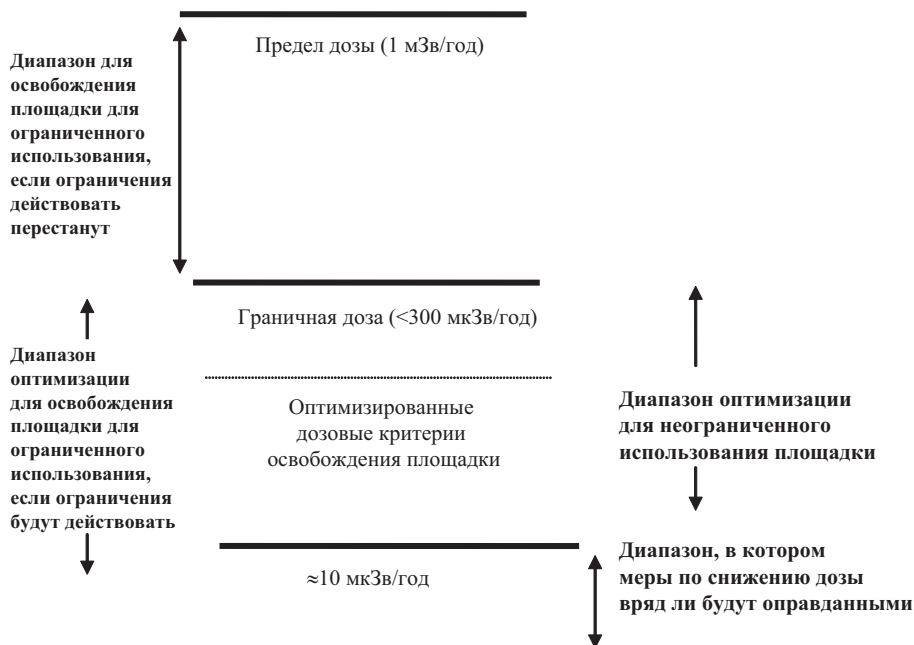 Предел дозы (1 мЗв/год)
Диапазон для
освобождения
площадки для
ограниченного
использования,
если ограничения
действовать
перестанут
Граничная доза (<300 мкЗв/год)
Диапазон
оптимизации
для освобождения
площадки для
ограниченного
использования,
если ограничения
будут действовать
Оптимизированные
дозовые критерии
освобождения площадки
Диапазон оптимизации
для неограниченного
использования площадки
≈10 мкЗв/год
Диапазон, в котором
меры по снижению дозы
вряд ли будут оправданными